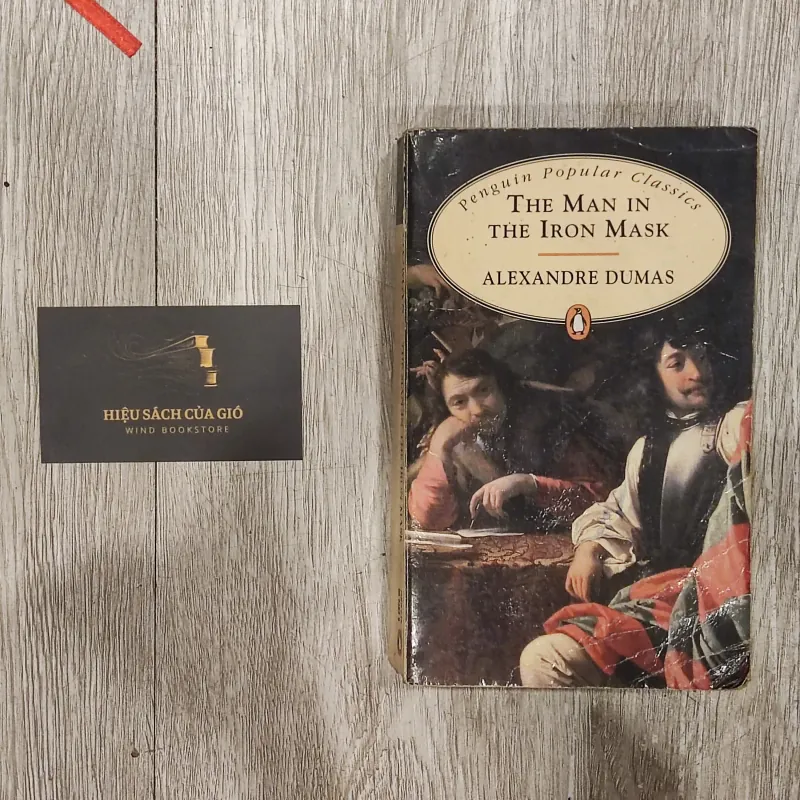 Penguin Popular Classics
THE MAN IN
THE IRON MASK
ALEXANDRE DUMAS
HIỆU SÁCH CỦA GIÓ
WIND BOOKSTORE